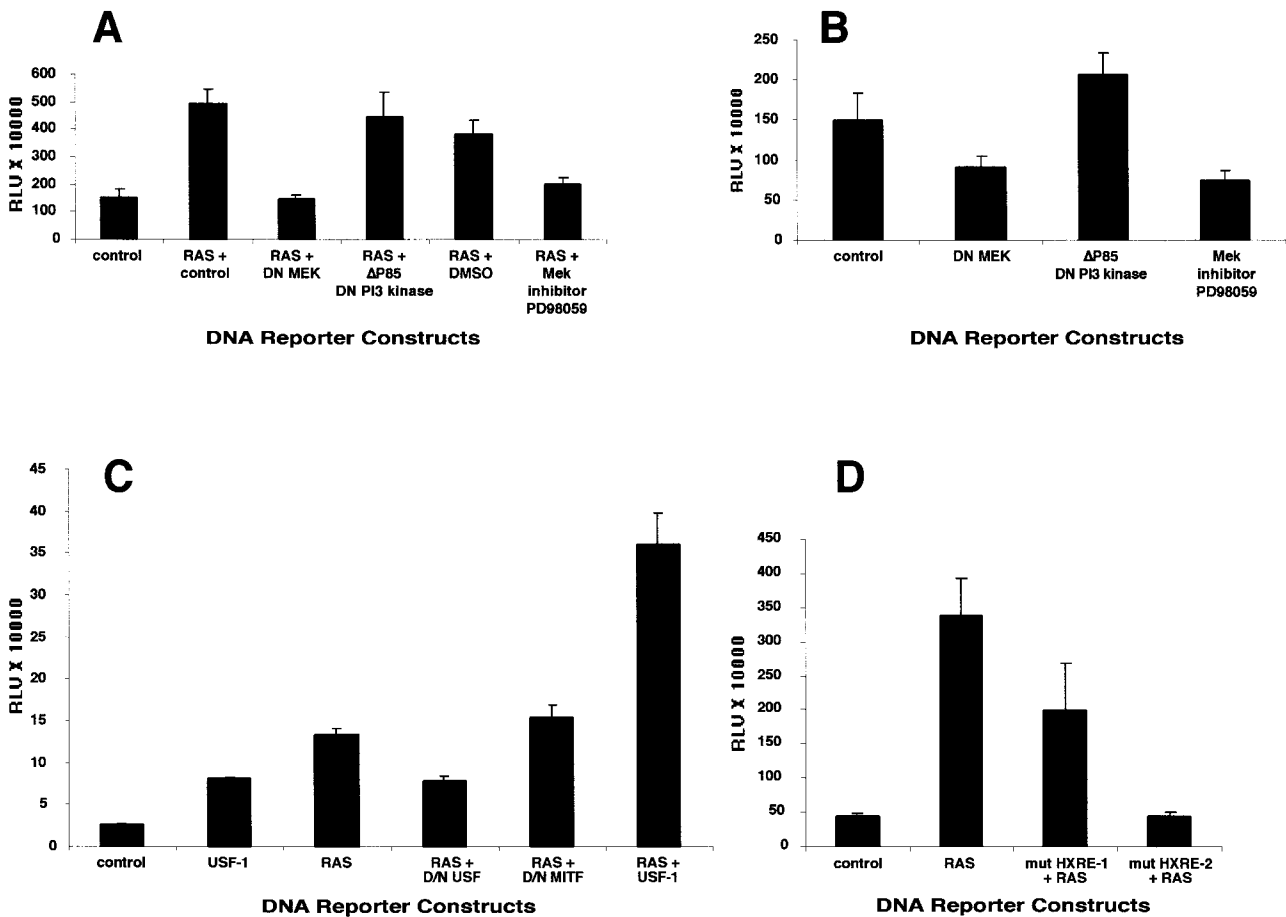 A
600
500
400
300
200
100
0
RLU X 10000
control
RAS +
control
RAS +
DN MEK
RAS +
ΔP85
DN PI3 kinase
RAS +
DMSO
RAS +
Mek
inhibitor
PD98059
DNA Reporter Constructs
B
250
200
150
100
50
0
RLU X 10000
control
DN MEK
ΔP85
DN PI3 kinase
Mek
inhibitor
PD98059
DNA Reporter Constructs
C
45
40
35
30
25
20
15
10
5
0
RLU X 10000
control
USF-1
RAS
RAS +
D/N USF
RAS +
D/N MITF
RAS +
USF-1
DNA Reporter Constructs
D
450
400
350
300
250
200
150
100
50
0
RLU X 10000
control
RAS
mut HXRE-1
+ RAS
mut HXRE-2
+ RAS
DNA Reporter Constructs